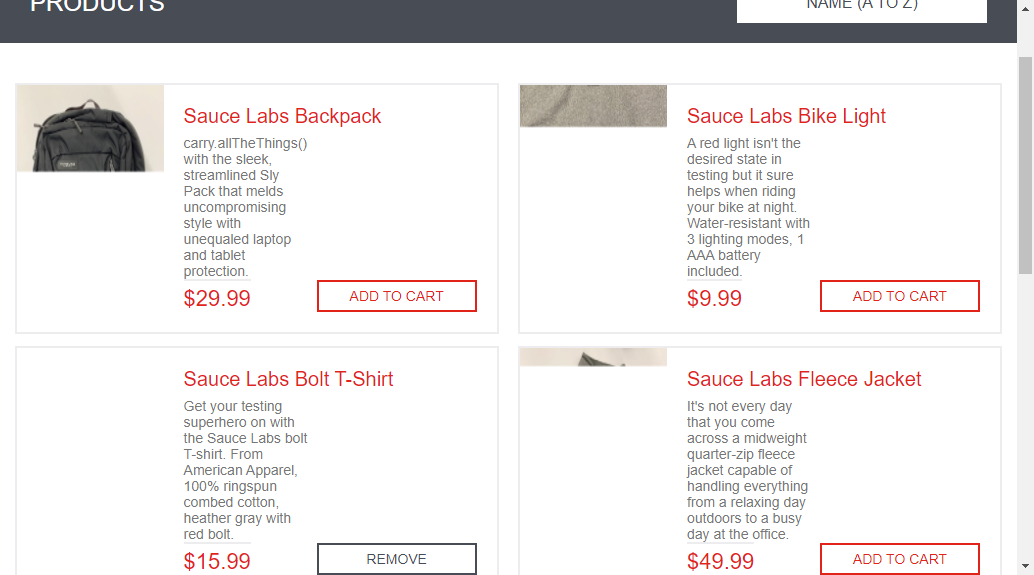 PRODUCTS
NAME (A TO Z)
Sauce Labs Backpack
carry.allTheThings()
with the sleek,
streamlined Sly
Pack that melds
uncompromising
style with
unequaled laptop
and tablet
protection.
$29.99
ADD TO CART
Sauce Labs Bike Light
A red light isn't the
desired state in
testing but it sure
helps when riding
your bike at night.
Water-resistant with
3 lighting modes, 1
AAA battery
included.
$9.99
ADD TO CART
Sauce Labs Bolt T-Shirt
Get your testing
superhero on with
the Sauce Labs bolt
T-shirt. From
American Apparel,
100% ringspun
combed cotton,
heather gray with
red bolt.
$15.99
REMOVE
Sauce Labs Fleece Jacket
It's not every day
that you come
across a midweight
quarter-zip fleece
jacket capable of
handling everything
from a relaxing day
outdoors to a busy
day at the office.
$49.99
ADD TO CART